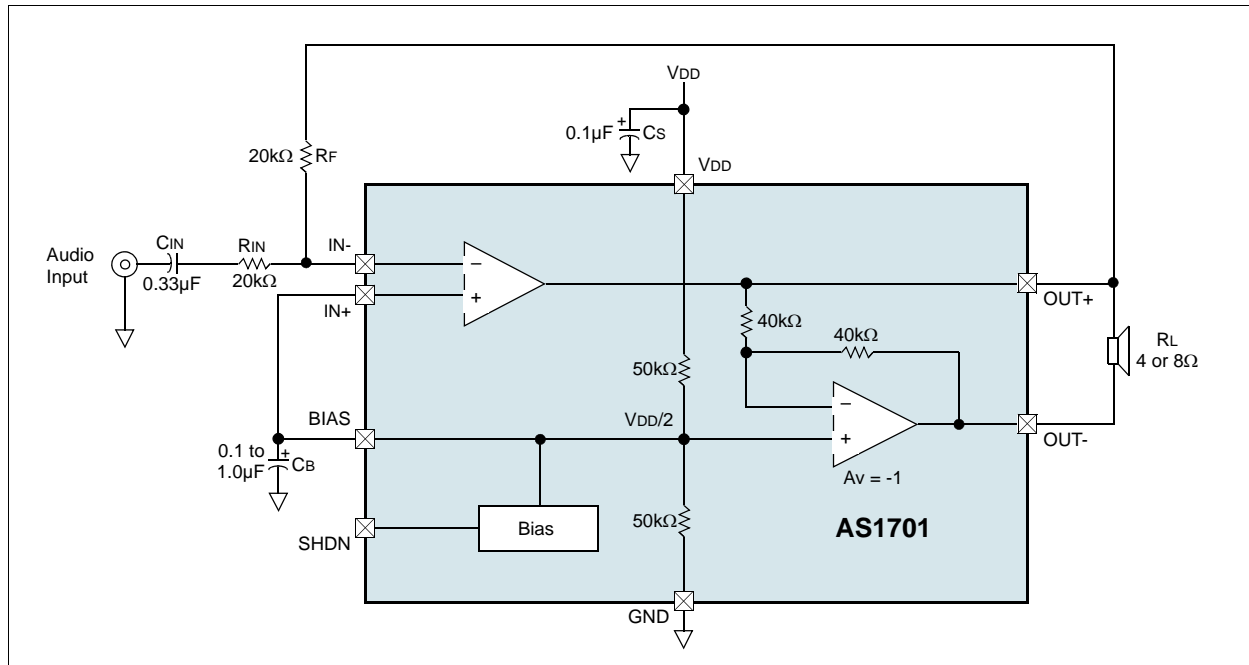 VDD
0.1µF
+
CS
20kΩ
RF
VDD
Audio
Input
CIN
0.33µF
RIN
20kΩ
IN-
IN+
−
+
OUT+
40kΩ
40kΩ
50kΩ
RL
4 or 8Ω
BIAS
VDD/2
−
+
OUT-
0.1 to
1.0µF
+
CB
Av = -1
SHDN
Bias
50kΩ
AS1701
GND